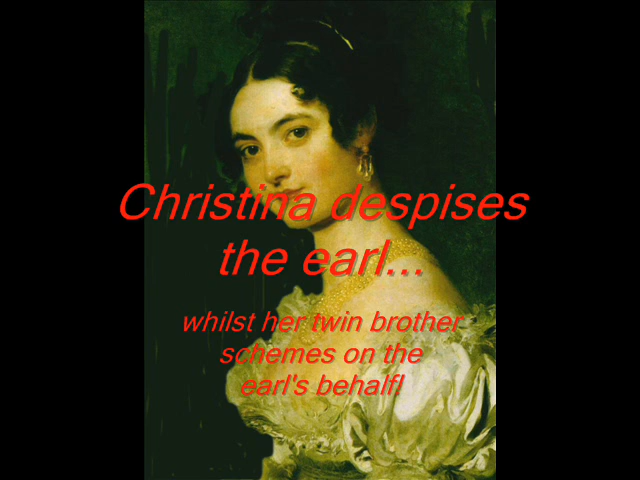 Christina despises
the earl...
whilst her twin brother
schemes on the
earl's behalf!